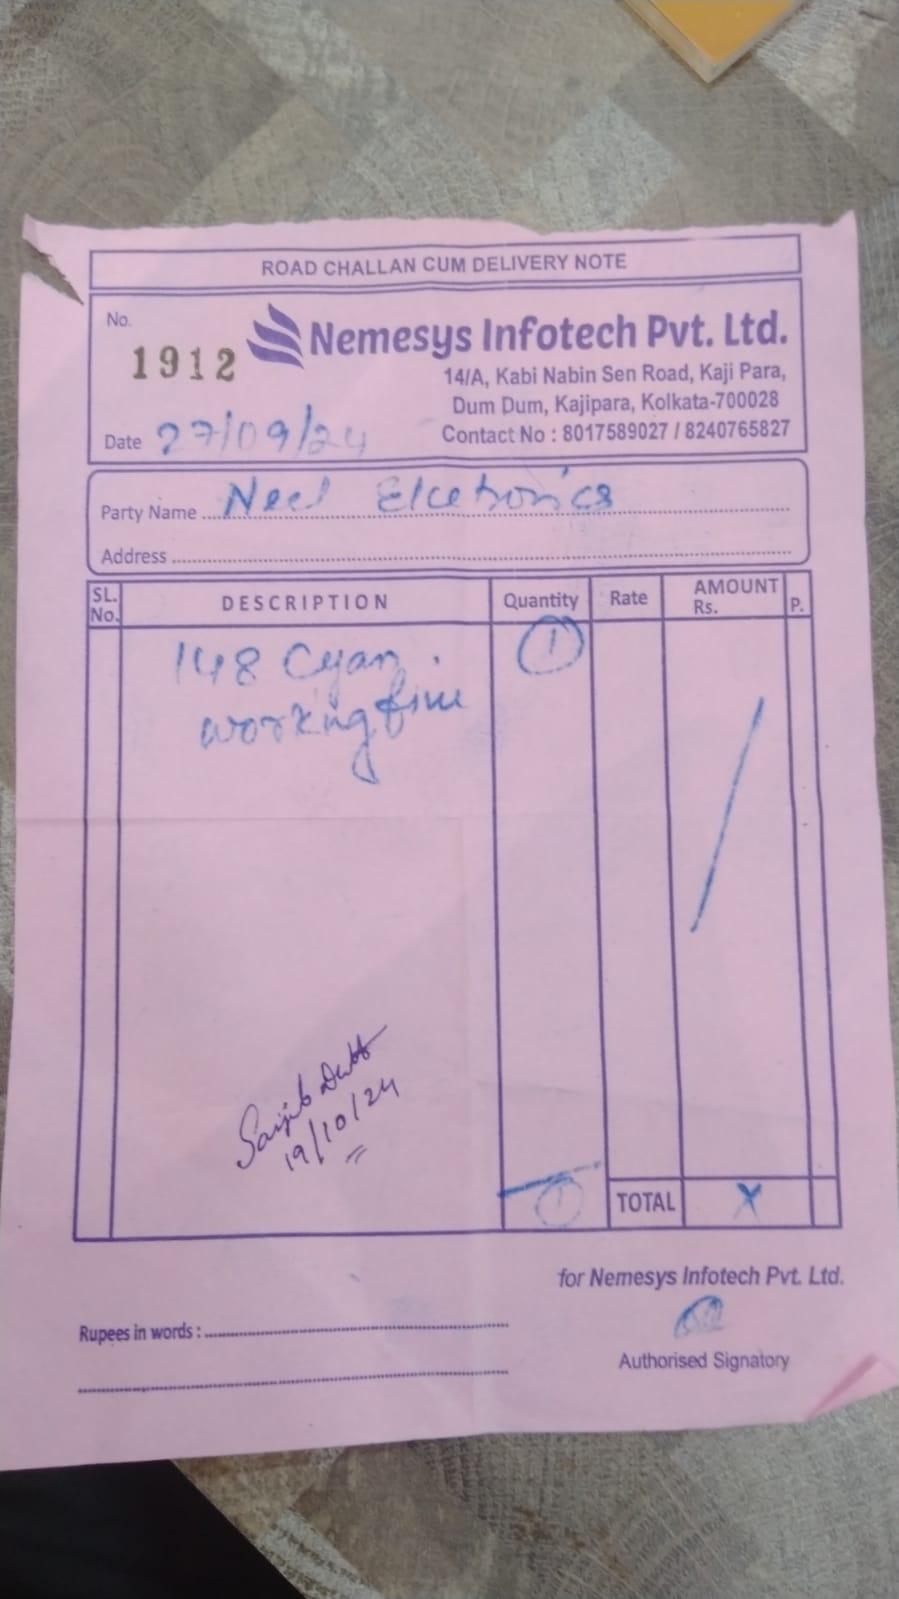 ROAD CHALLAN CUM DELIVERY NOTE
No.
1912
Nemesys Infotech Pvt. Ltd.
14/A, Kabi Nabin Sen Road, Kaji Para,
Dum Dum, Kajipara, Kolkata-700028
Contact No : 8017589027 / 8240765827
Date 27/09/24
Party Name Neel Elcetronics
Address
SL. No. DESCRIPTION Quantity Rate AMOUNT Rs. P.
148 Cyan. 1
working fine
19/10/24
1 TOTAL X
for Nemesys Infotech Pvt. Ltd.
Rupees in words :
Authorised Signatory